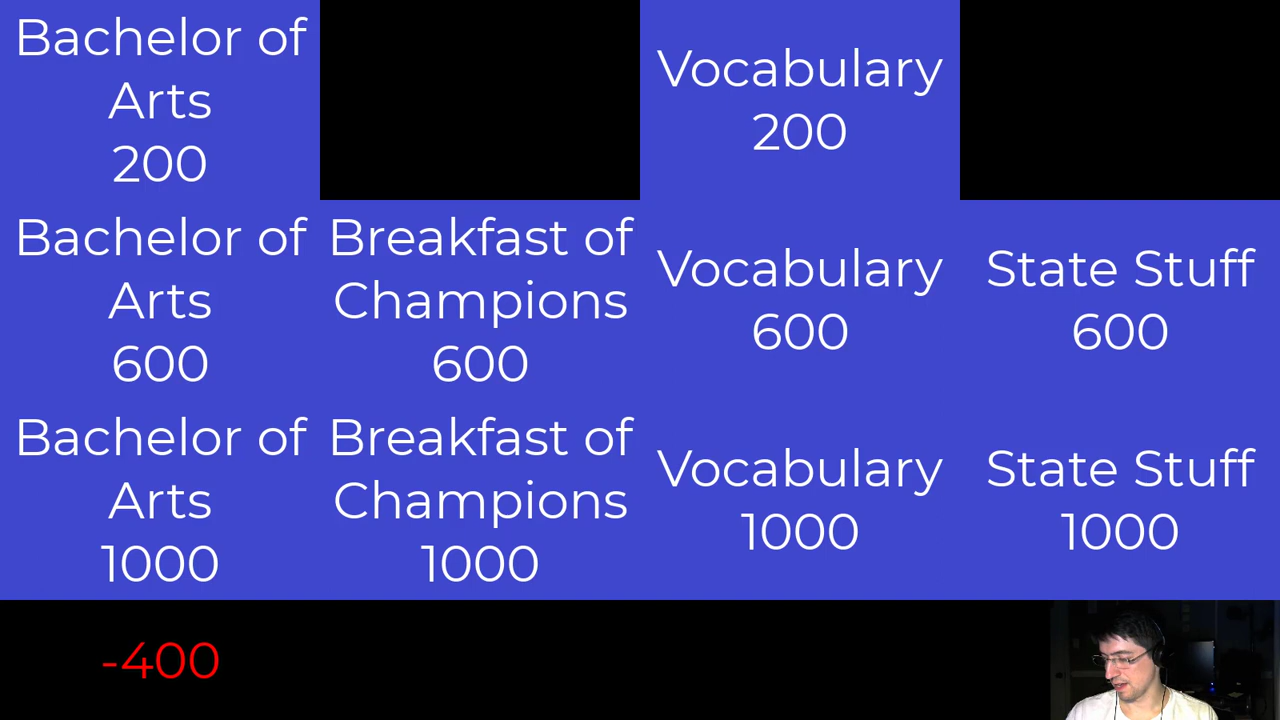 Bachelor of
Arts
200
Vocabulary
200
Bachelor of
Arts
600
Breakfast of
Champions
600
Vocabulary
600
State Stuff
600
Bachelor of
Arts
1000
Breakfast of
Champions
1000
Vocabulary
1000
State Stuff
1000
-400